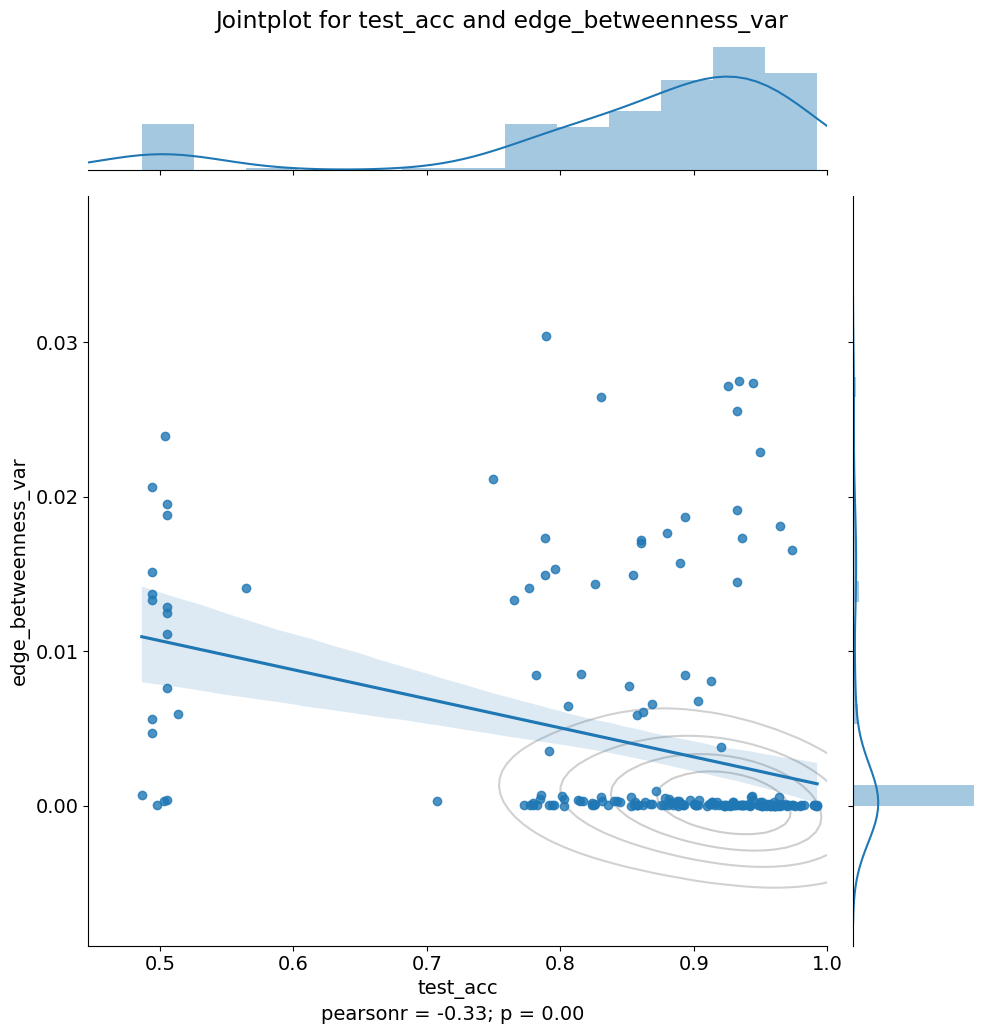 Jointplot for test_acc and edge_betweenness_var
edge_betweenness_var
0.03
0.02
0.01
0.00
0.5 0.6 0.7 0.8 0.9 1.0
test_acc
pearsonr = -0.33; p = 0.00